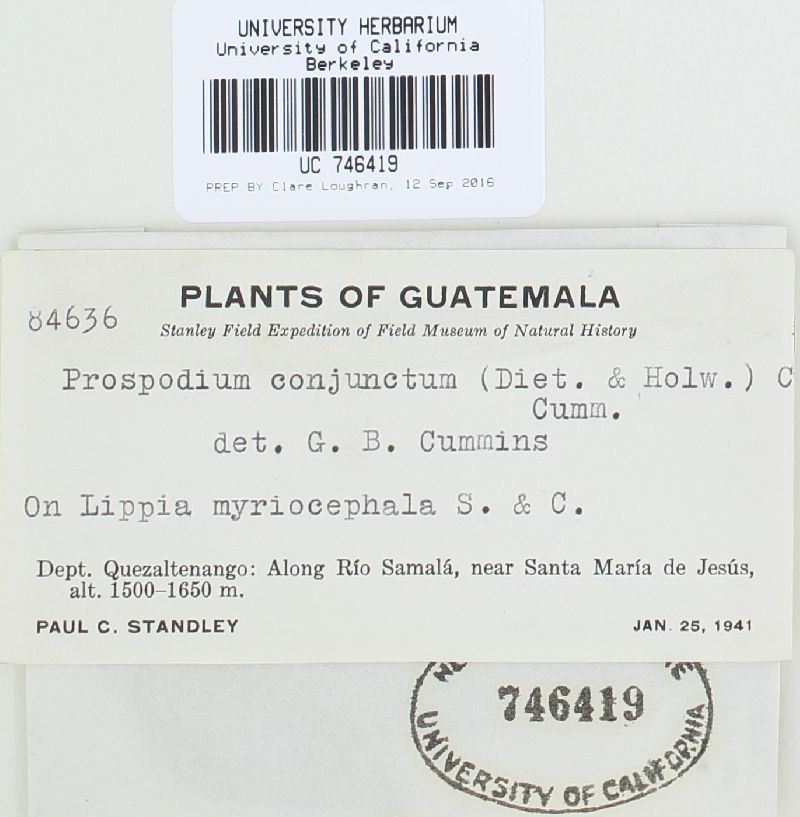 UNIVERSITY HERBARIUM
University of California
Berkeley
UC 746419
PREP BY Clare Loughran, 12 Sep 2016
PLANTS OF GUATEMALA
84636
Stanley Field Expedition of Field Museum of Natural History
Prospodium conjunctum (Diet. & Holw.) C
Cumm.
det. G. B. Cummins
On Lippia myriocephala S. & C.
Dept. Quezaltenango: Along Río Samalá, near Santa María de Jesús,
alt. 1500–1650 m.
PAUL C. STANDLEY JAN. 25, 1941
746419
UNIVERSITY OF CALIFORNIA